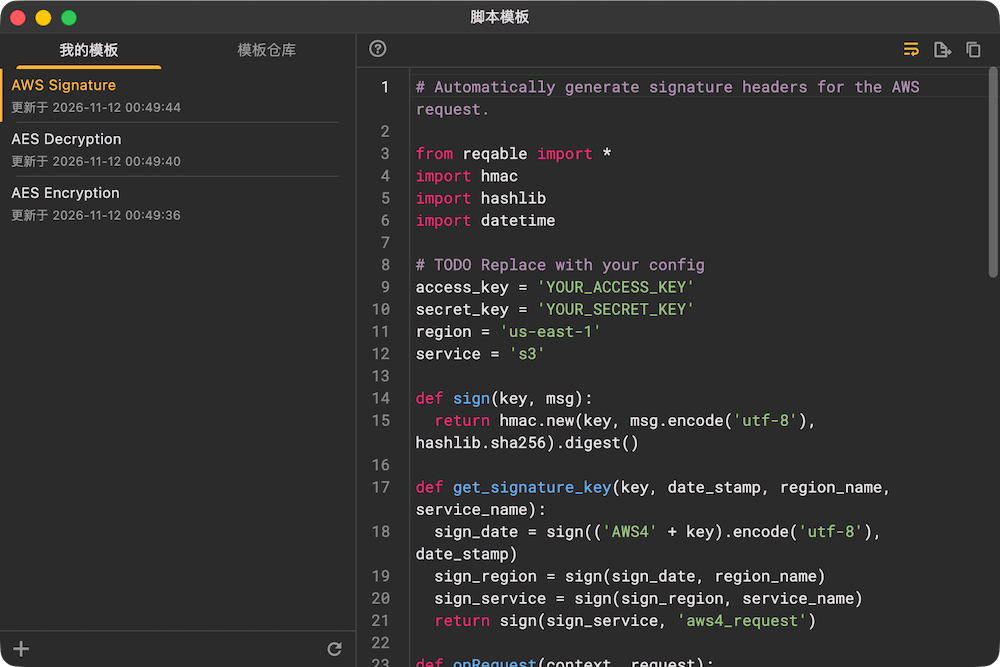 脚本模板
我的模板
模板仓库
AWS Signature
更新于 2026-11-12 00:49:44
AES Decryption
更新于 2026-11-12 00:49:40
AES Encryption
更新于 2026-11-12 00:49:36
1 # Automatically generate signature headers for the AWS
request.
2
3 from reqable import *
4 import hmac
5 import hashlib
6 import datetime
7
8 # TODO Replace with your config
9 access_key = 'YOUR_ACCESS_KEY'
10 secret_key = 'YOUR_SECRET_KEY'
11 region = 'us-east-1'
12 service = 's3'
13
14 def sign(key, msg):
15   return hmac.new(key, msg.encode('utf-8'),
hashlib.sha256).digest()
16
17 def get_signature_key(key, date_stamp, region_name,
service_name):
18   sign_date = sign(('AWS4' + key).encode('utf-8'),
date_stamp)
19   sign_region = sign(sign_date, region_name)
20   sign_service = sign(sign_region, service_name)
21   return sign(sign_service, 'aws4_request')
22
23 def onRequest(context, request):